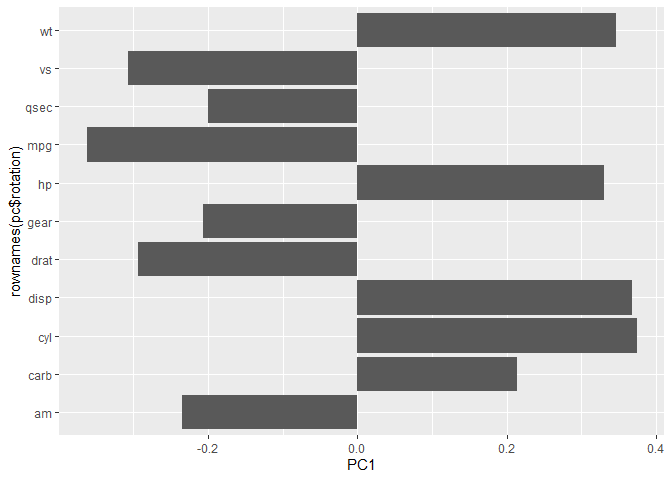 wt
vs
qsec
mpg
hp
gear
drat
disp
cyl
carb
am
rownames(pc$rotation)
-0.2
0.0
0.2
0.4
PC1